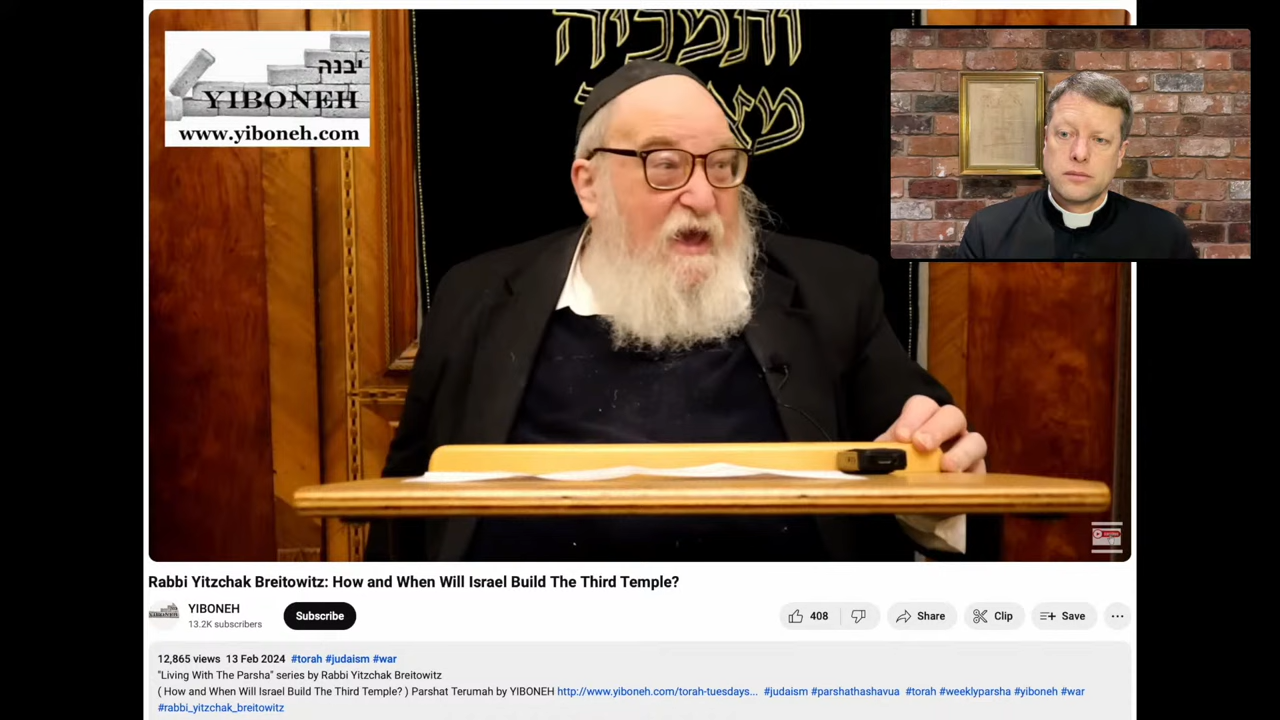 ותמכיה
יבנה
YIBONEH
www.yiboneh.com
Rabbi Yitzchak Breitowitz: How and When Will Israel Build The Third Temple?
YIBONEH
13.2K subscribers
Subscribe
408
Share
Clip
Save
12,865 views 13 Feb 2024 #torah #judaism #war
"Living With The Parsha" series by Rabbi Yitzchak Breitowitz
( How and When Will Israel Build The Third Temple? ) Parshat Terumah by YIBONEH http://www.yiboneh.com/torah-tuesdays... #judaism #parshathashavua #torah #weeklyparsha #yiboneh #war
#rabbi_yitzchak_breitowitz